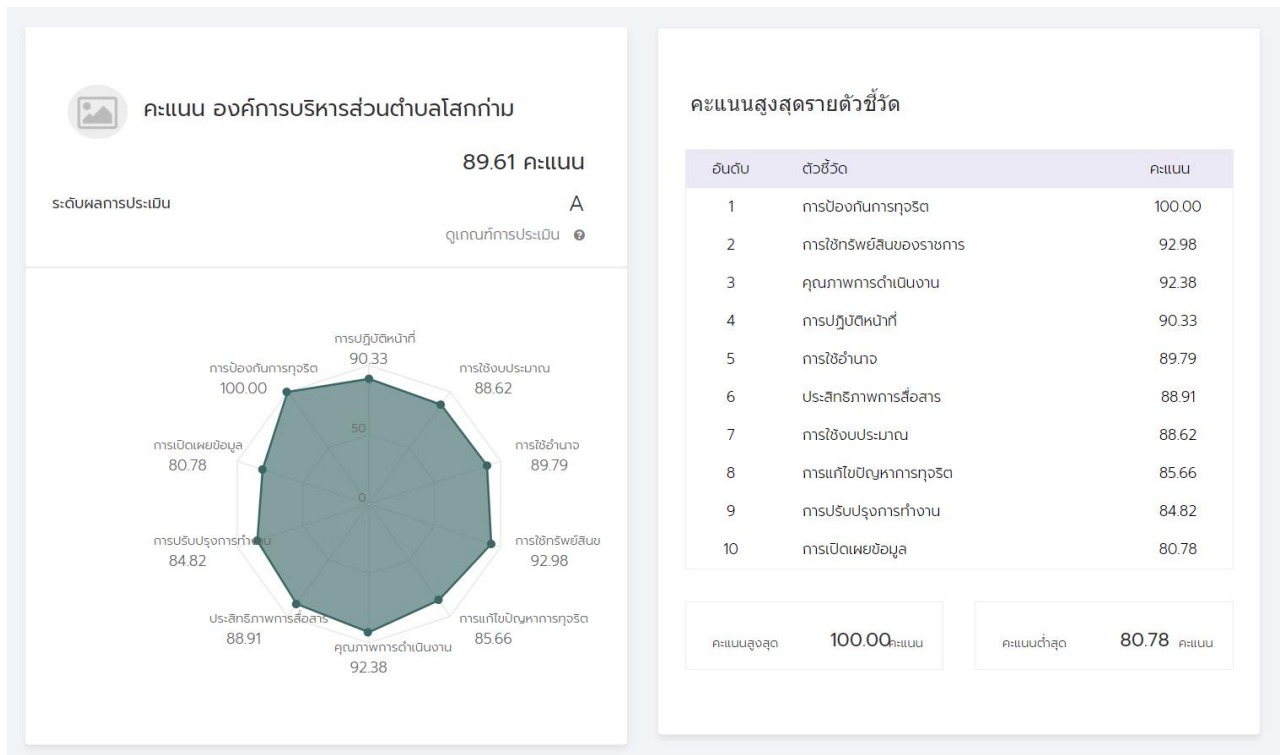 คะแนน องค์การบริหารส่วนตำบลโสกก่าม
89.61 คะแนน
ระดับผลการประเมิน A
ดูเกณฑ์การประเมิน ?
การปฏิบัติหน้าที่
90.33
การป้องกันการทุจริต
100.00
การใช้งบประมาณ
88.62
50
การเปิดเผยข้อมูล
80.78
การใช้อำนาจ
89.79
0
การปรับปรุงการทำงาน
84.82
การใช้ทรัพย์สินข
92.98
ประสิทธิภาพการสื่อสาร
88.91
การแก้ไขปัญหาการทุจริต
85.66
คุณภาพการดำเนินงาน
92.38
คะแนนสูงสุดรายตัวชี้วัด
อันดับ ตัวชี้วัด คะแนน
1 การป้องกันการทุจริต 100.00
2 การใช้ทรัพย์สินของราชการ 92.98
3 คุณภาพการดำเนินงาน 92.38
4 การปฏิบัติหน้าที่ 90.33
5 การใช้อำนาจ 89.79
6 ประสิทธิภาพการสื่อสาร 88.91
7 การใช้งบประมาณ 88.62
8 การแก้ไขปัญหาการทุจริต 85.66
9 การปรับปรุงการทำงาน 84.82
10 การเปิดเผยข้อมูล 80.78
คะแนนสูงสุด 100.00 คะแนน
คะแนนต่ำสุด 80.78 คะแนน